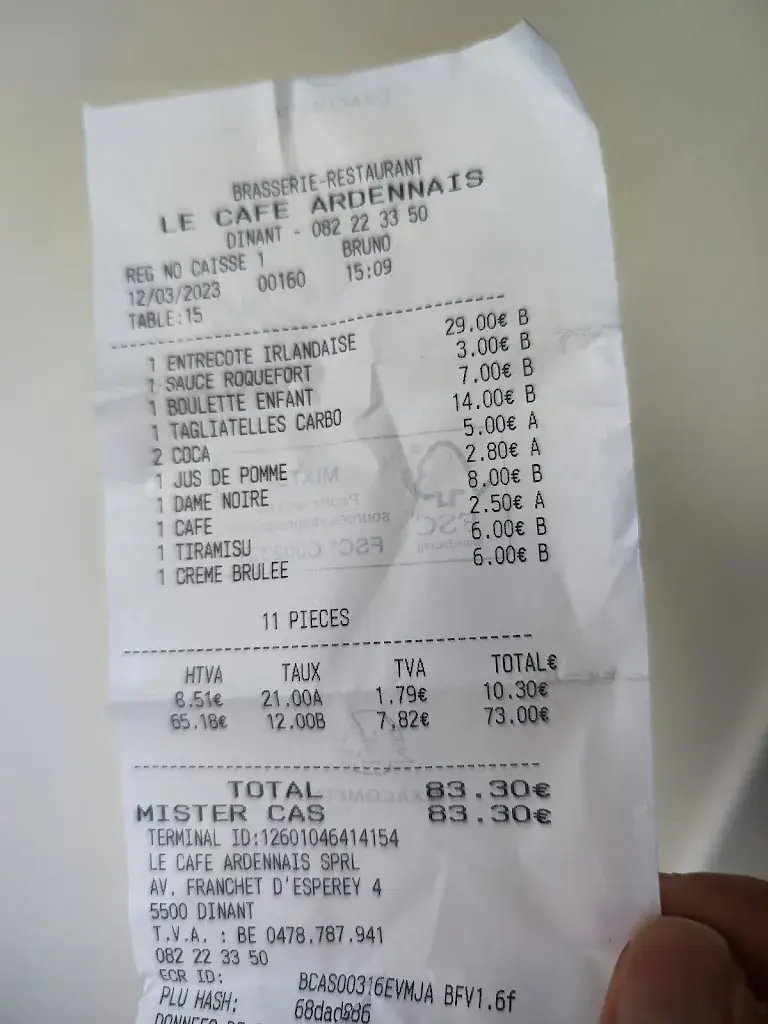 BRASSERIE-RESTAURANT
LE CAFE ARDENNAIS
DINANT - 082 22 33 50
REG NO CAISSE 1 BRUNO
12/03/2023 00160 15:09
TABLE:15
1 ENTRECOTE IRLANDAISE 29.00€ B
1 SAUCE ROQUEFORT 3.00€ B
1 BOULETTE ENFANT 7.00€ B
1 TAGLIATELLES CARBO 14.00€ B
2 COCA 5.00€ A
1 JUS DE POMME 2.80€ A
1 DAME NOIRE 8.00€ B
1 CAFE 2.50€ A
1 TIRAMISU 6.00€ B
1 CREME BRULEE 6.00€ B
11 PIECES
HTVA TAUX TVA TOTAL€
8.51€ 21.00A 1.79€ 10.30€
65.18€ 12.00B 7.82€ 73.00€
TOTAL 83.30€
MISTER CAS 83.30€
TERMINAL ID:12601046414154
LE CAFE ARDENNAIS SPRL
AV. FRANCHET D'ESPEREY 4
5500 DINANT
T.V.A. : BE 0478.787.941
082 22 33 50
ECR ID: BCAS00316EVMJA BFV1.6f
PLU HASH: